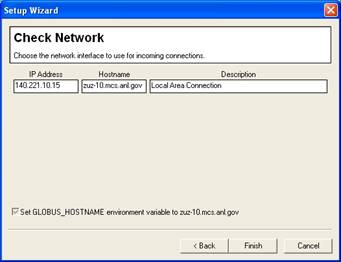 Setup Wizard
Check Network
Choose the network interface to use for incoming connections.
IP Address Hostname Description
140.221.10.15 zuz-10.mcs.anl.gov Local Area Connection
Set GLOBUS_HOSTNAME environment variable to zuz-10.mcs.anl.gov
< Back Finish Cancel